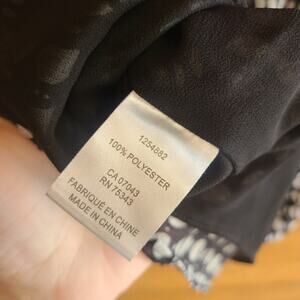 1254882
100% POLYESTER
CA 07043
RN 75343
FABRIQUÉ EN CHINE
MADE IN CHINA